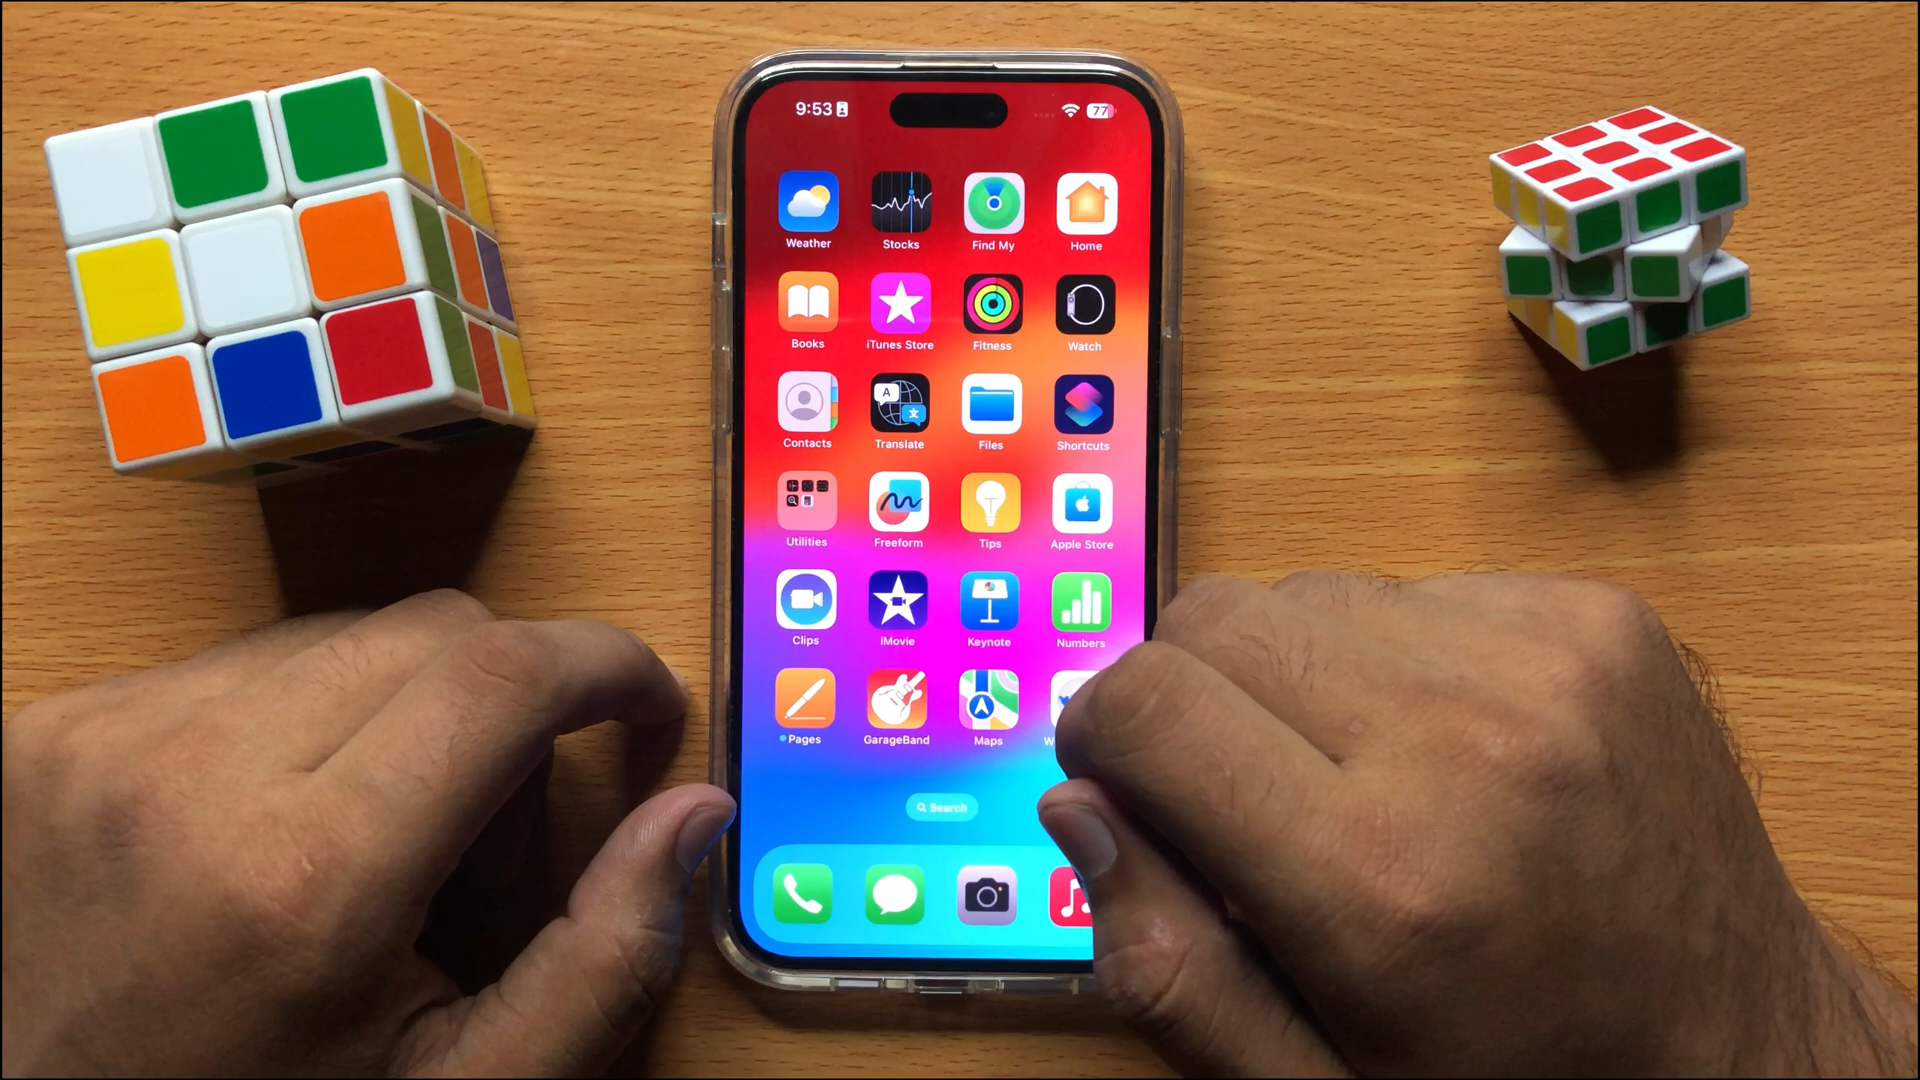 9:53 77
Weather Stocks Find My Home
Books iTunes Store Fitness Watch
Contacts Translate Files Shortcuts
Utilities Freeform Tips Apple Store
Clips iMovie Keynote Numbers
Pages GarageBand Maps
Search